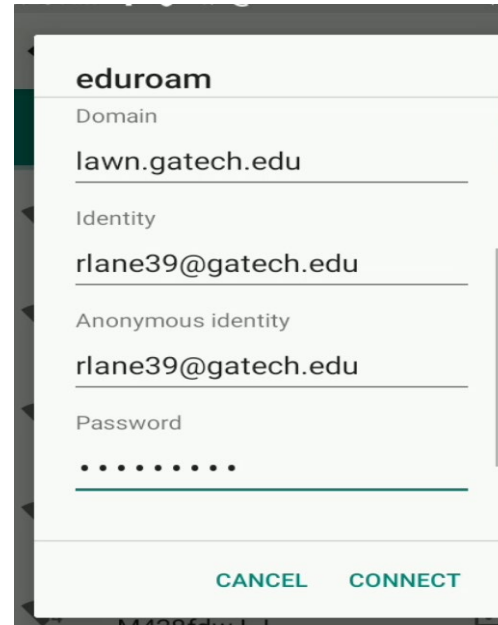 eduroam
Domain
lawn.gatech.edu
Identity
rlane39@gatech.edu
Anonymous identity
rlane39@gatech.edu
Password
•••••••••
CANCEL CONNECT